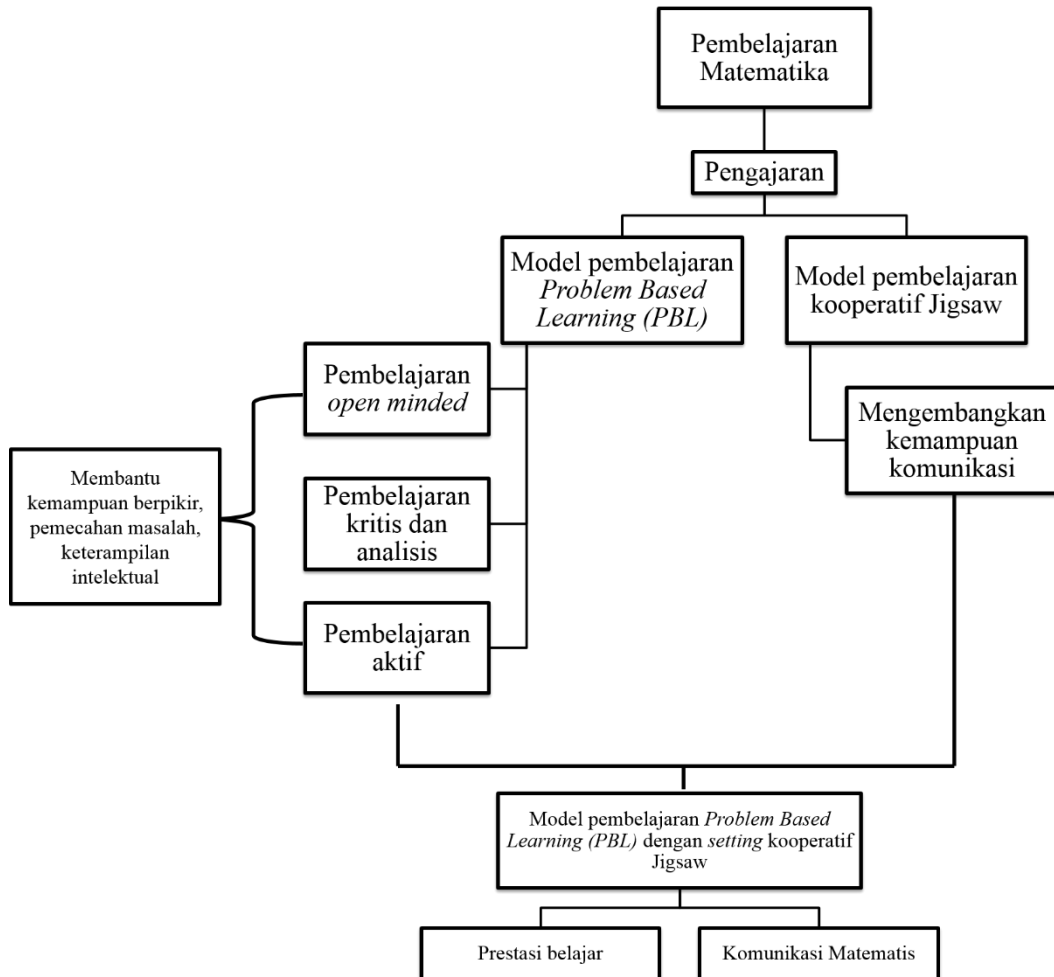 Pembelajaran
Matematika
Pengajaran
Model pembelajaran
Problem Based
Learning (PBL)
Model pembelajaran
kooperatif Jigsaw
Pembelajaran
open minded
Mengembangkan
kemampuan
komunikasi
Membantu
kemampuan berpikir,
pemecahan masalah,
keterampilan
intelektual
Pembelajaran
kritis dan
analisis
Pembelajaran
aktif
Model pembelajaran Problem Based
Learning (PBL) dengan setting kooperatif
Jigsaw
Prestasi belajar
Komunikasi Matematis